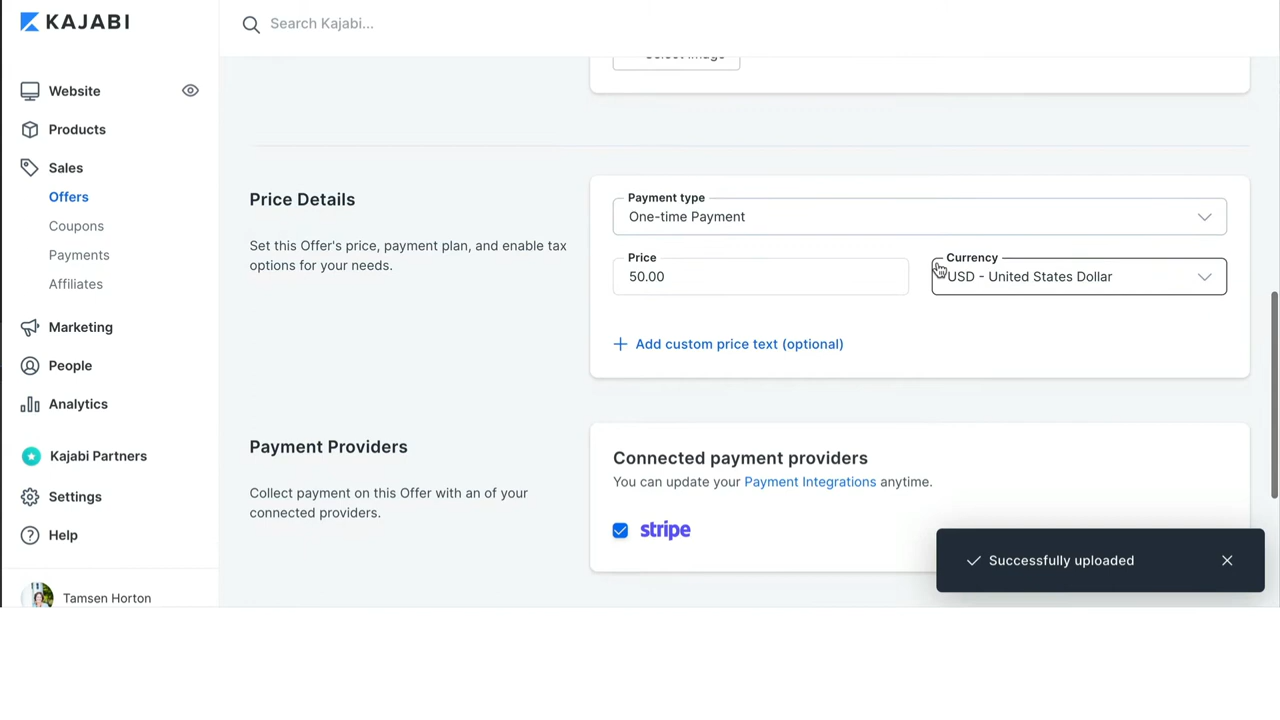 KAJABI
Search Kajabi...
Website
Products
Sales
Offers
Coupons
Payments
Affiliates
Marketing
People
Analytics
Kajabi Partners
Settings
Help
Tamsen Horton
Select Image
Price Details
Set this Offer's price, payment plan, and enable tax
options for your needs.
Payment type
One-time Payment
Price
50.00
Currency
USD - United States Dollar
Add custom price text (optional)
Payment Providers
Collect payment on this Offer with an of your
connected providers.
Connected payment providers
You can update your Payment Integrations anytime.
stripe
Successfully uploaded